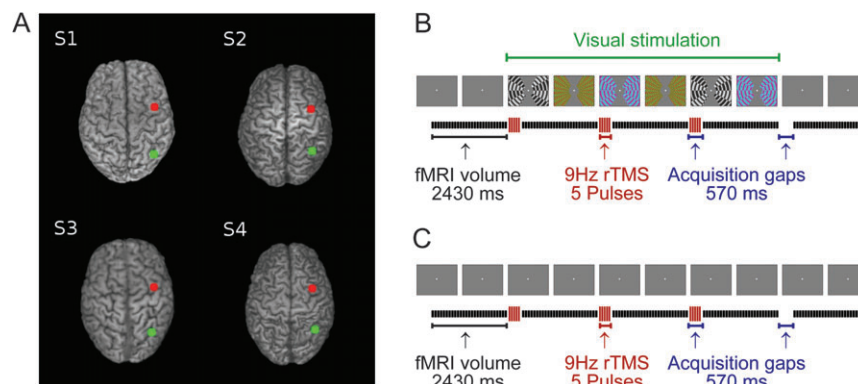 A
S1
S2
S3
S4
B
Visual stimulation
fMRI volume
2430 ms
9Hz rTMS
5 Pulses
Acquisition gaps
570 ms
C
fMRI volume
2430 ms
9Hz rTMS
5 Pulses
Acquisition gaps
570 ms